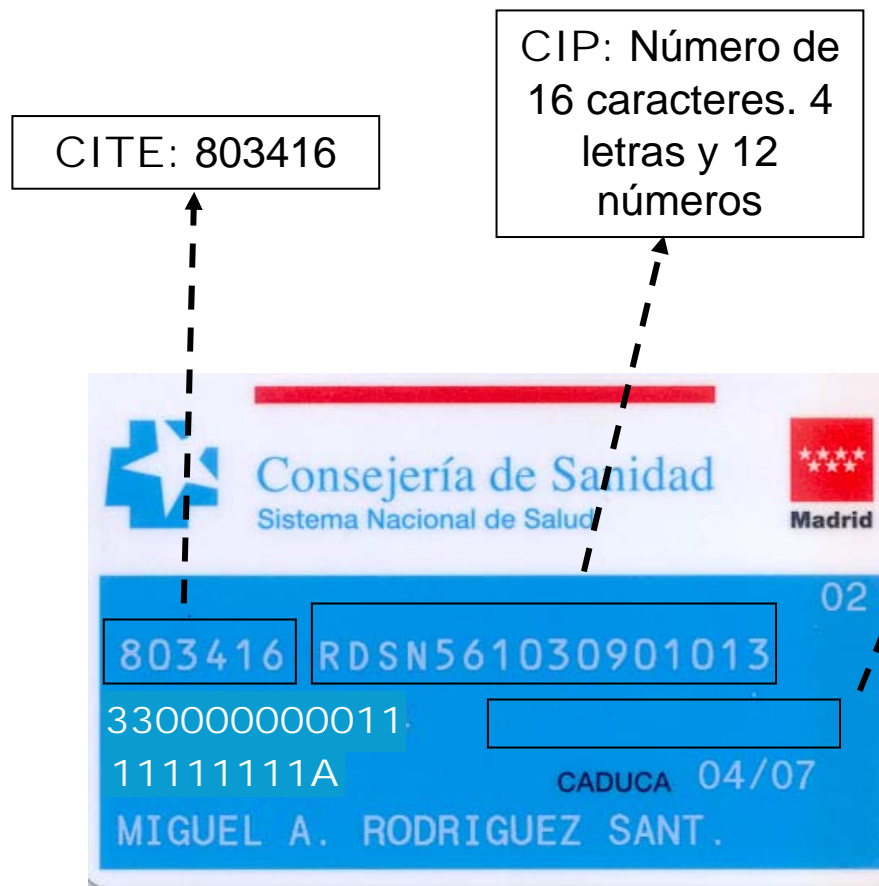 CIP: Número de
16 caracteres. 4
letras y 12
números
CITE: 803416
Consejería de Sanidad
Sistema Nacional de Salud
Madrid
02
803416 RDSN561030901013
330000000011
11111111A
CADUCA 04/07
MIGUEL A. RODRIGUEZ SANT.